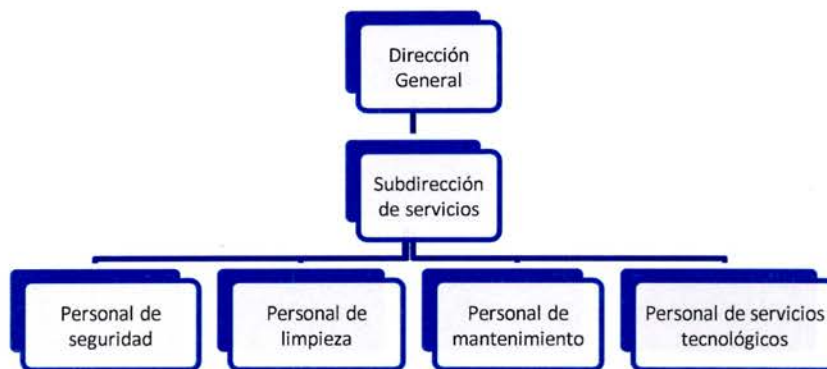 Dirección
General
Subdirección
de servicios
Personal de
seguridad
Personal de
limpieza
Personal de
mantenimiento
Personal de servicios
tecnológicos